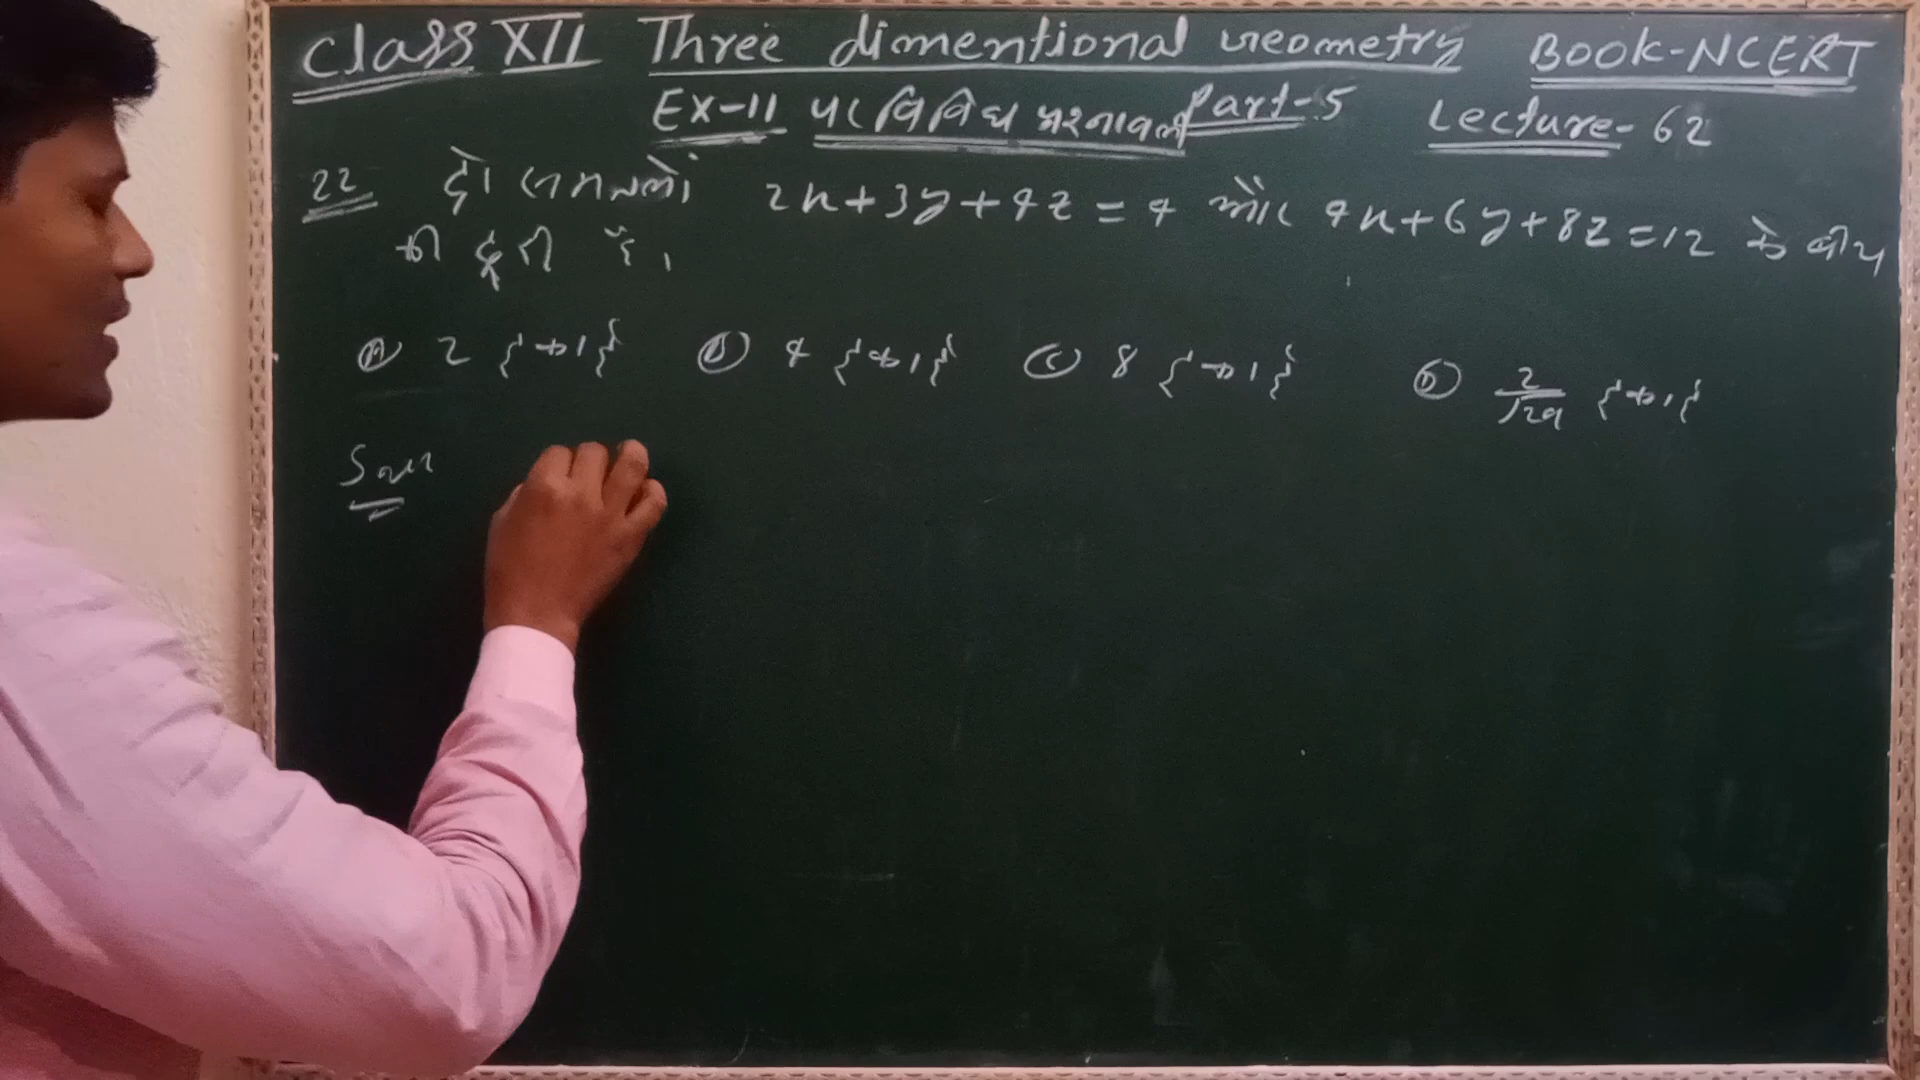 Class XII Three dimentional Geometry BOOK-NCERT
EX-11 पर विविध प्रश्नावली Part-5 Lecture-62
22 दो समतलों 2x+3y+4z=4 और 4x+6y+8z=12 के बीच
की दूरी है।
(A) 2 {इकाई} (B) 4 {इकाई} (C) 8 {इकाई} (D) 2/√29 {इकाई}